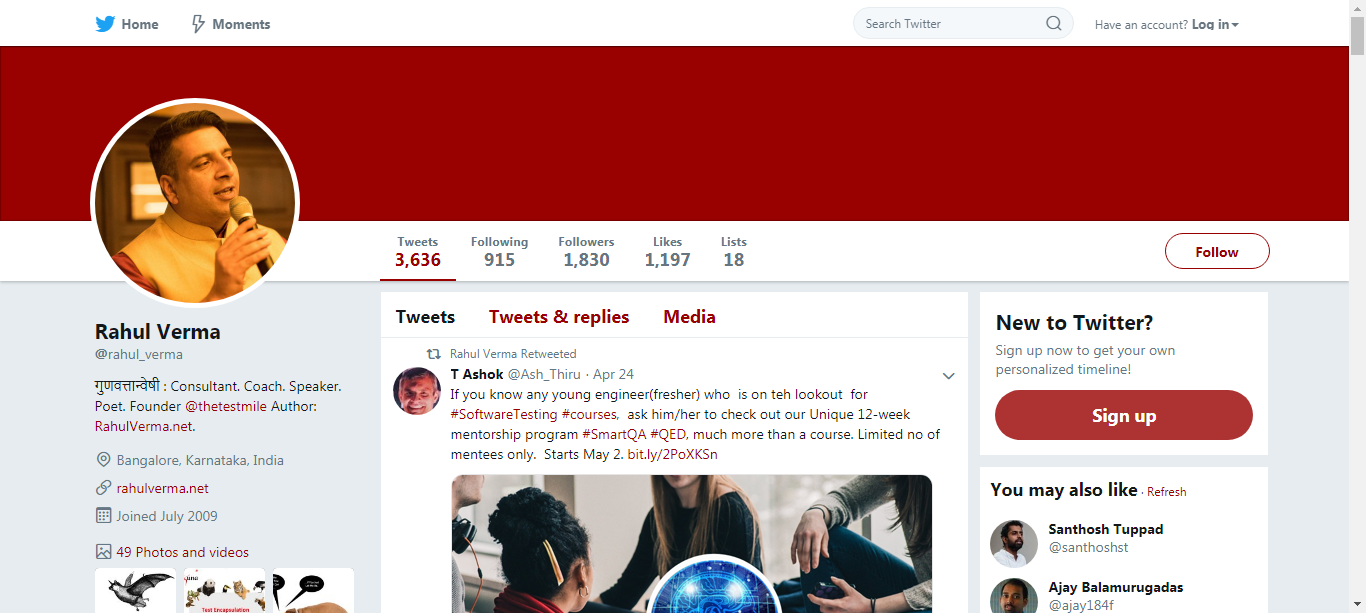 Home
Moments
Search Twitter
Have an account? Log in
Tweets
3,636
Following
915
Followers
1,830
Likes
1,197
Lists
18
Follow
Rahul Verma
@rahul_verma
गुणवत्तान्वेषी : Consultant. Coach. Speaker.
Poet. Founder @thetestmile Author:
RahulVerma.net.
Bangalore, Karnataka, India
rahulverma.net
Joined July 2009
49 Photos and videos
Test Encapsulation
Tweets
Tweets & replies
Media
Rahul Verma Retweeted
T Ashok @Ash_Thiru · Apr 24
If you know any young engineer(fresher) who is on teh lookout for
#SoftwareTesting #courses, ask him/her to check out our Unique 12-week
mentorship program #SmartQA #QED, much more than a course. Limited no of
mentees only. Starts May 2. bit.ly/2PoXKSn
New to Twitter?
Sign up now to get your own
personalized timeline!
Sign up
You may also like · Refresh
Santhosh Tuppad
@santhoshst
Ajay Balamurugadas
@ajay184f